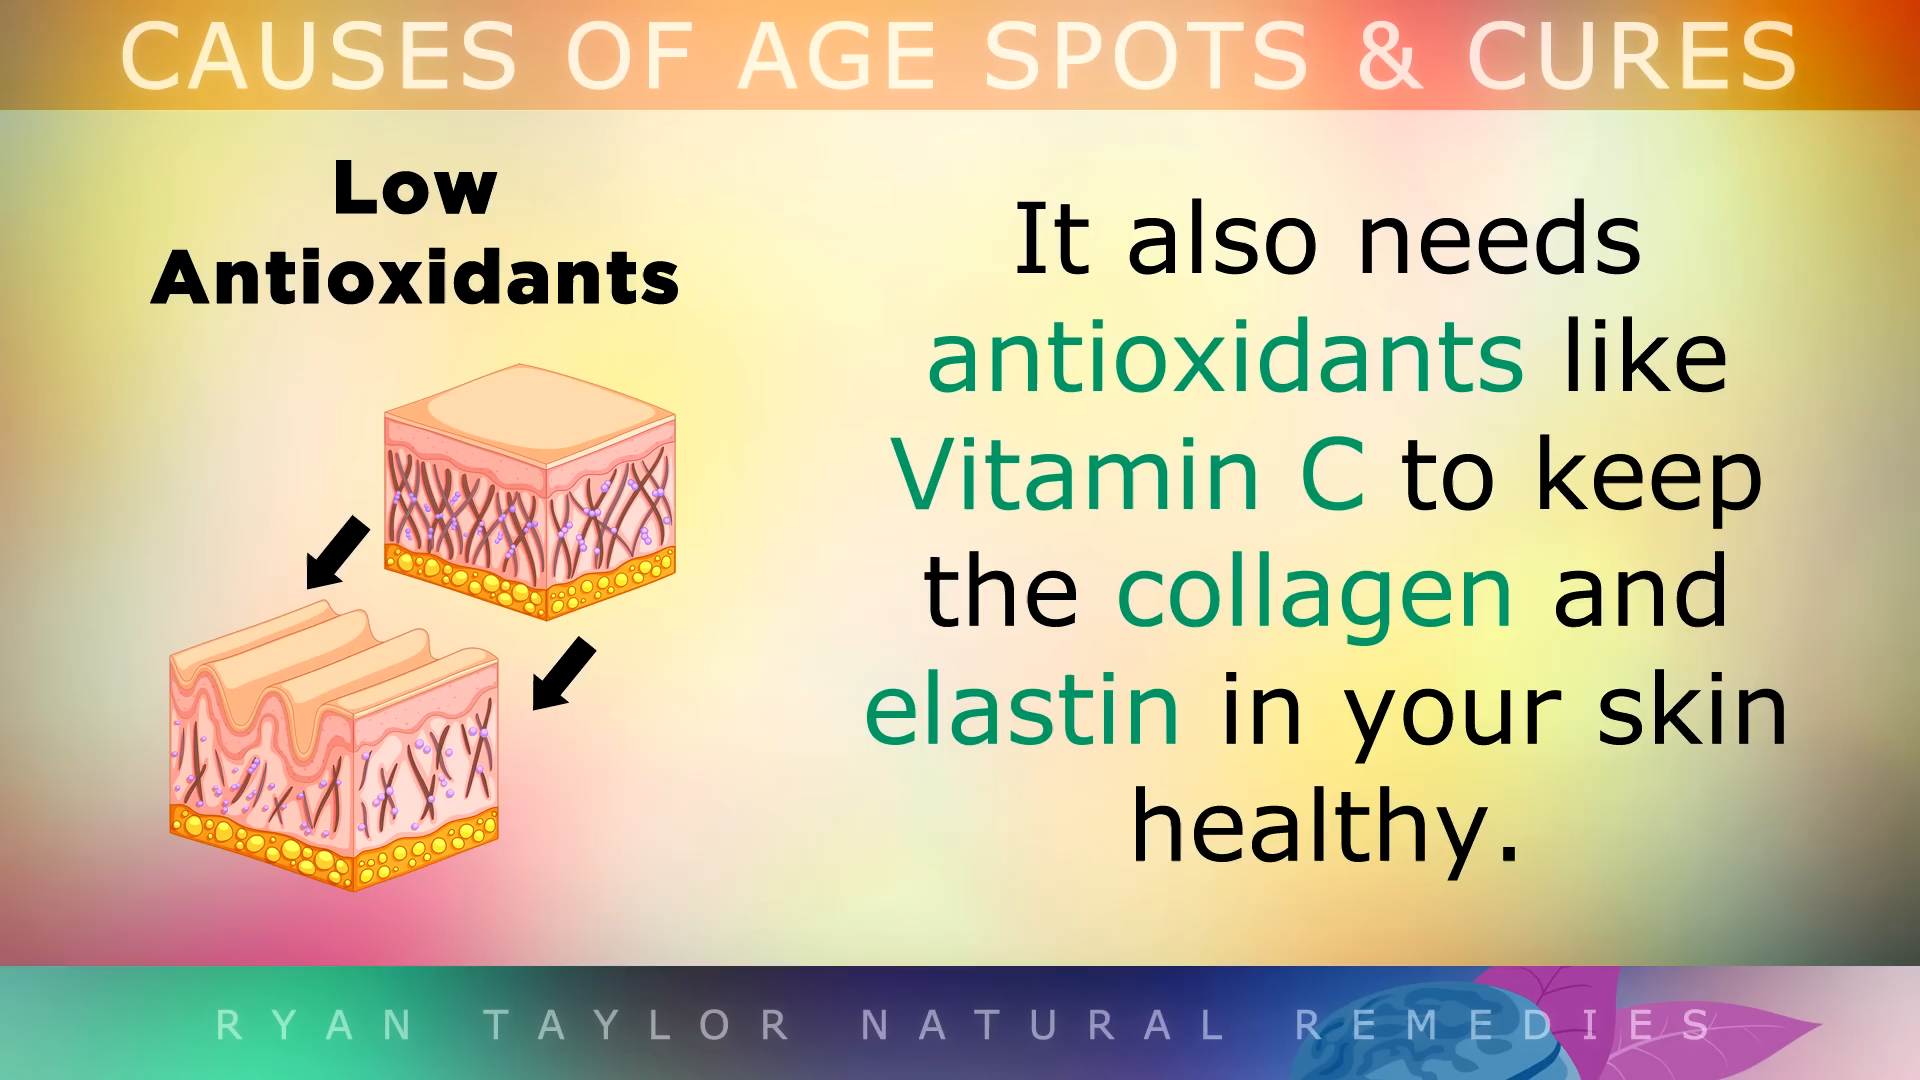 CAUSES OF AGE SPOTS & CURES
Low
Antioxidants
It also needs
antioxidants like
Vitamin C to keep
the collagen and
elastin in your skin
healthy.
RYAN TAYLOR NATURAL REMEDIES